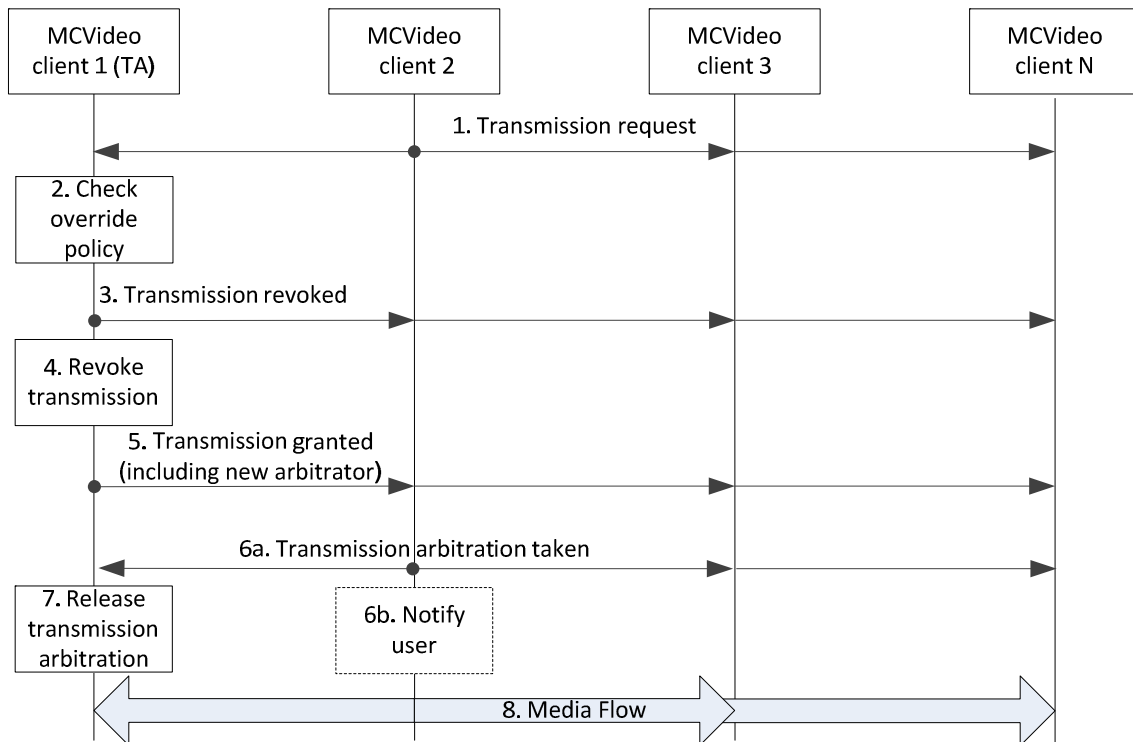 MCVideo
client 1 (TA)
MCVideo
client 2
MCVideo
client 3
MCVideo
client N
1. Transmission request
2. Check
override
policy
3. Transmission revoked
4. Revoke
transmission
5. Transmission granted
(including new arbitrator)
6a. Transmission arbitration taken
7. Release
transmission
arbitration
6b. Notify
user
8. Media Flow